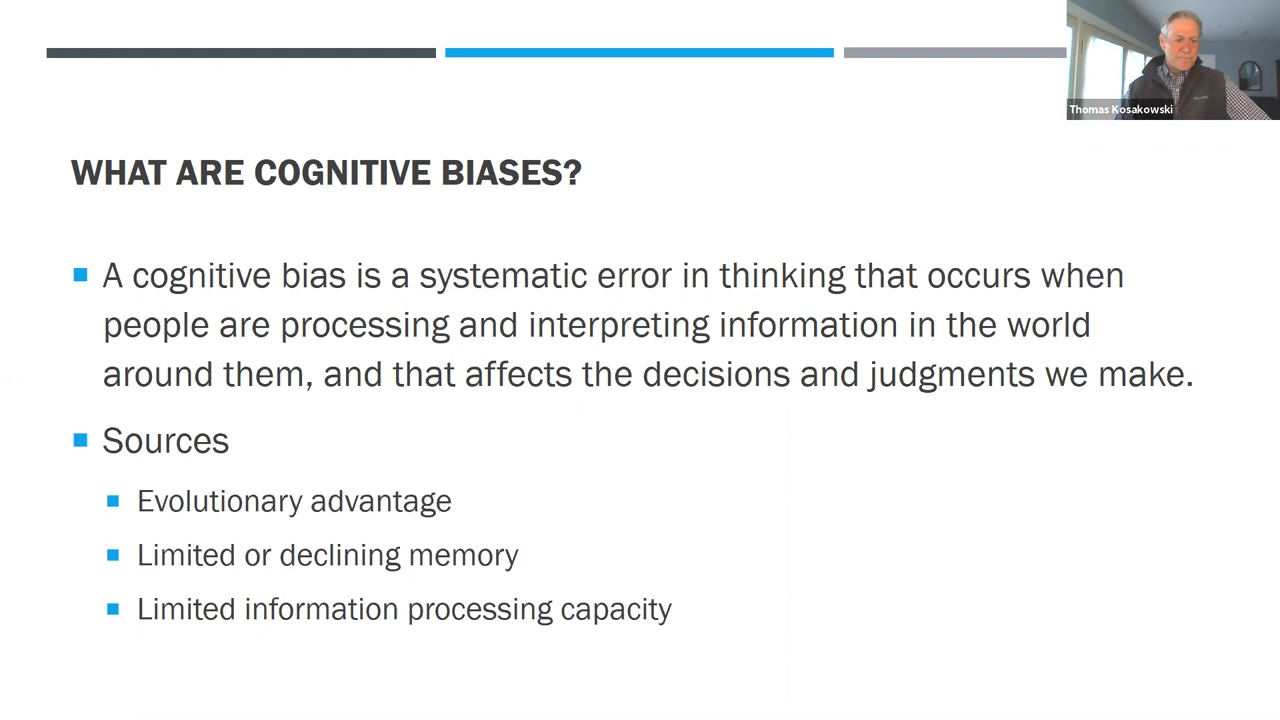 Thomas Kosakowski
WHAT ARE COGNITIVE BIASES?
A cognitive bias is a systematic error in thinking that occurs when
people are processing and interpreting information in the world
around them, and that affects the decisions and judgments we make.
Sources
Evolutionary advantage
Limited or declining memory
Limited information processing capacity